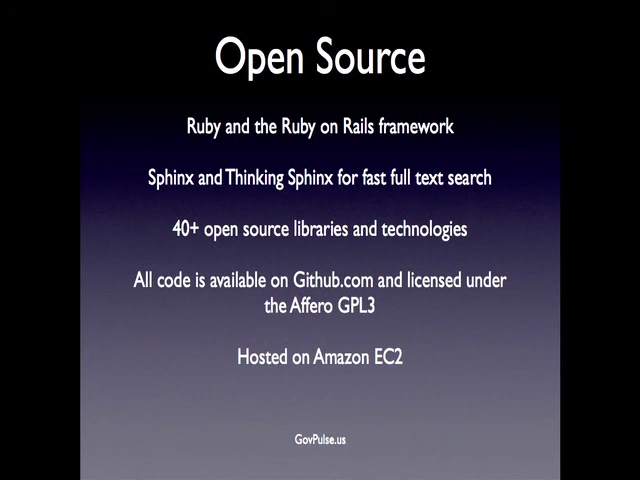 Open Source
Ruby and the Ruby on Rails framework
Sphinx and Thinking Sphinx for fast full text search
40+ open source libraries and technologies
All code is available on Github.com and licensed under
the Affero GPL3
Hosted on Amazon EC2
GovPulse.us